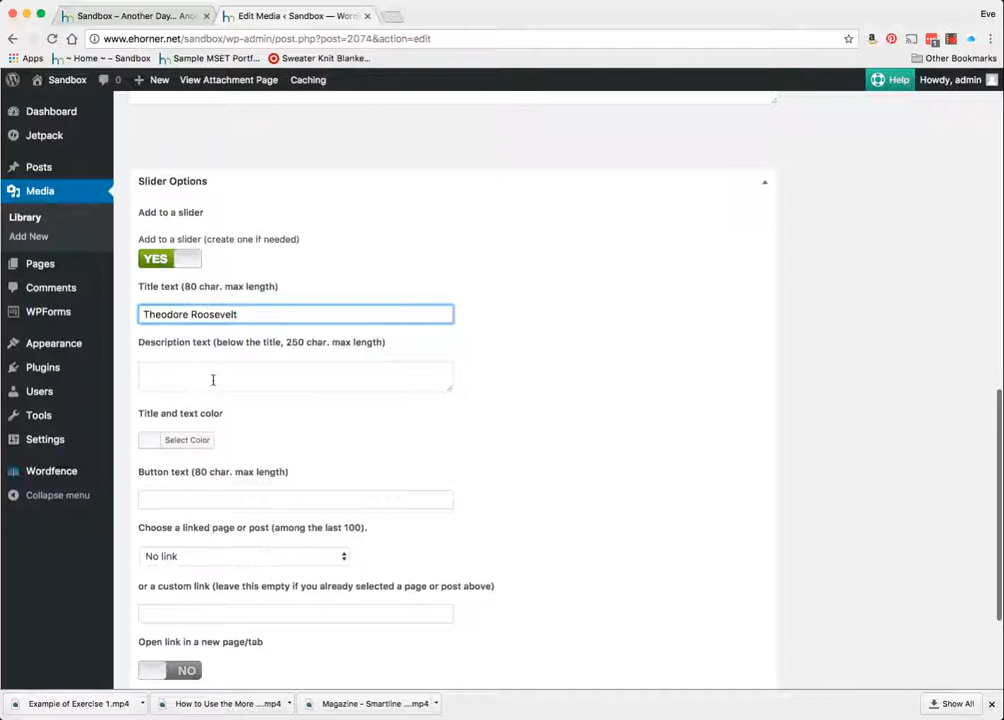 Sandbox – Another Day... Ano
Edit Media ‹ Sandbox — Wor
Eve
www.ehorner.net/sandbox/wp-admin/post.php?post=2074&action=edit
Apps
~ Home ~ – Sandbox
Sample MSET Portf...
Sweater Knit Blanke...
Other Bookmarks
Sandbox
0
New
View Attachment Page
Caching
Help
Howdy, admin
Dashboard
Jetpack
Posts
Media
Library
Add New
Pages
Comments
WPForms
Appearance
Plugins
Users
Tools
Settings
Wordfence
Collapse menu
Slider Options
Add to a slider
Add to a slider (create one if needed)
YES
Title text (80 char. max length)
Theodore Roosevelt
Description text (below the title, 250 char. max length)
Title and text color
Select Color
Button text (80 char. max length)
Choose a linked page or post (among the last 100).
No link
or a custom link (leave this empty if you already selected a page or post above)
Open link in a new page/tab
NO
Example of Exercise 1.mp4
How to Use the More ....mp4
Magazine - Smartline ....mp4
Show All